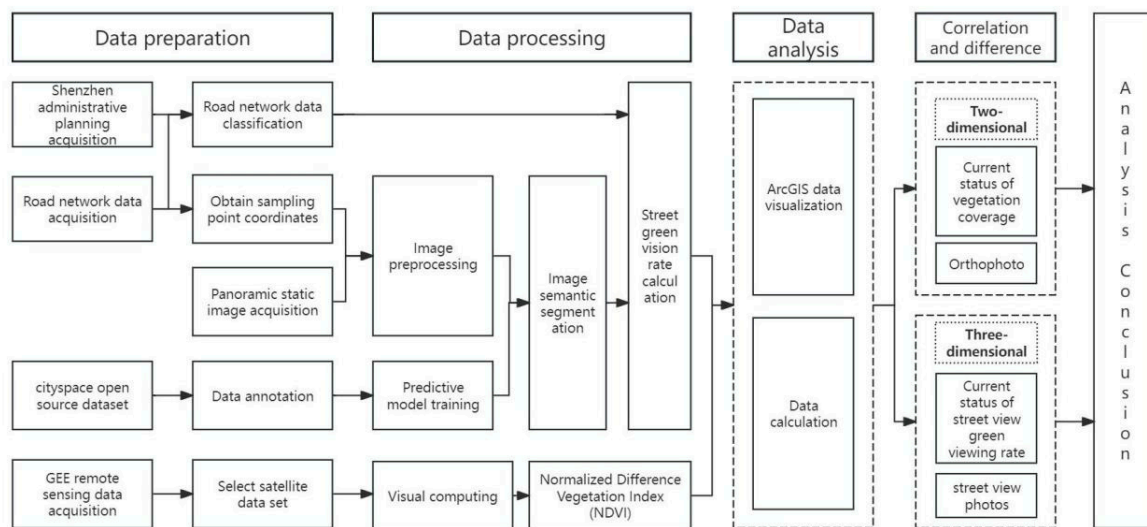 Data preparation
Data processing
Data
analysis
Correlation
and difference
Shenzhen
administrative
planning
acquisition
Road network data
classification
Road network data
acquisition
Obtain sampling
point coordinates
Panoramic static
image acquisition
Image
preprocessing
Image
semantic
segment
ation
Street
green
vision
rate
calcul
ation
cityspace open
source dataset
Data annotation
Predictive
model training
GEE remote
sensing data
acquisition
Select satellite
data set
Visual computing
Normalized Difference
Vegetation Index
(NDVI)
ArcGIS data
visualization
Data
calculation
Two-
dimensional
Current
status of
vegetation
coverage
Orthophoto
Three-
dimensional
Current
status of
street view
green
viewing rate
street view
photos
Analysis Conclusion